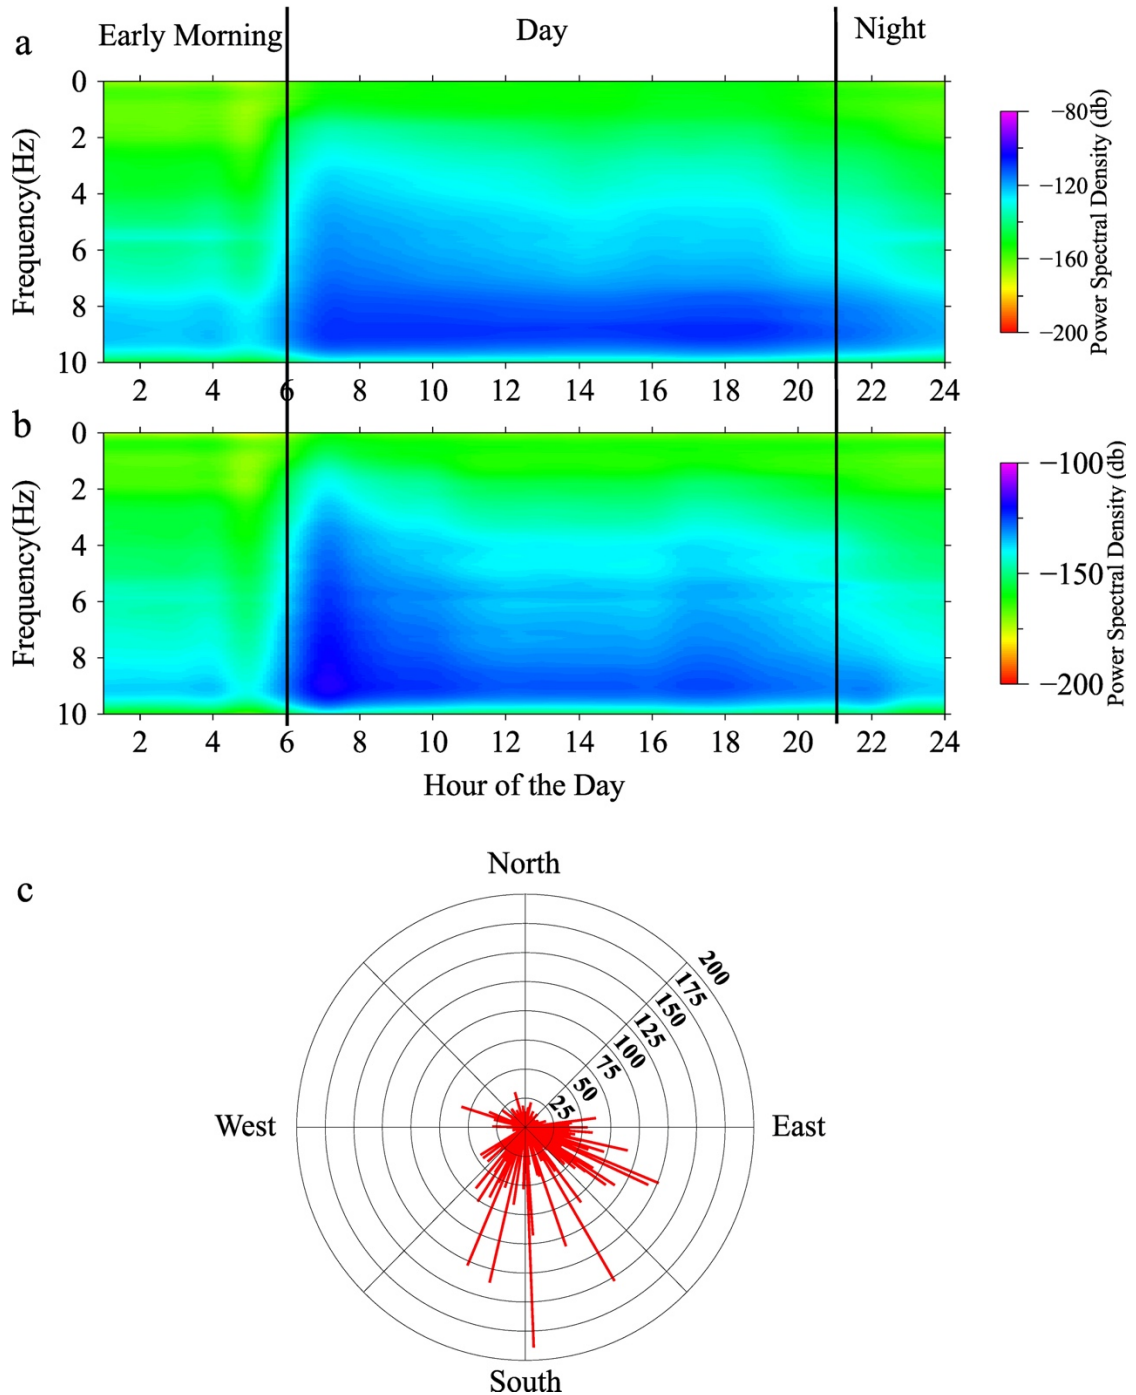 a
Early Morning
Day
Night
0
2
4
6
8
10
Frequency(Hz)
2 4 6 8 10 12 14 16 18 20 22 24
−80
−120
−160
−200
Power Spectral Density (db)
b
0
2
4
6
8
10
Frequency(Hz)
2 4 6 8 10 12 14 16 18 20 22 24
Hour of the Day
−100
−150
−200
Power Spectral Density (db)
c
North
West
East
South
25
50
75
100
125
150
175
200